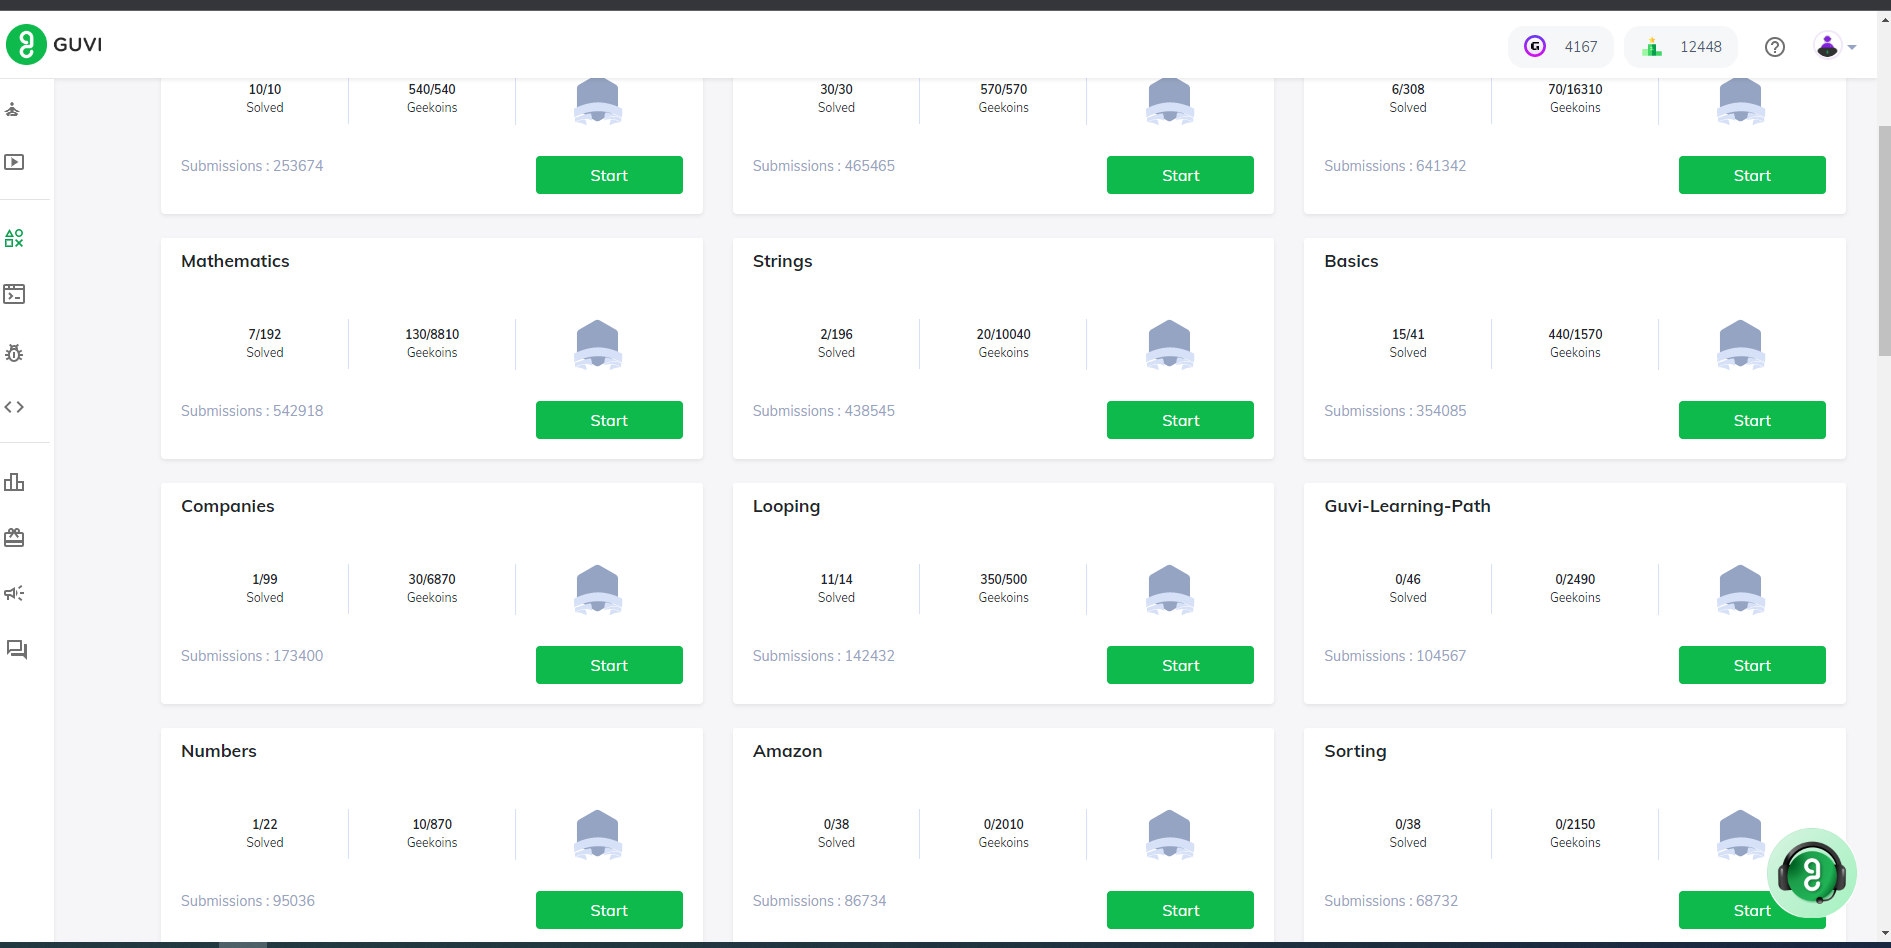 GUVI
4167 12448
10/10 540/540
Solved Geekoins
Submissions : 253674 Start
30/30 570/570
Solved Geekoins
Submissions : 465465 Start
6/308 70/16310
Solved Geekoins
Submissions : 641342 Start
Mathematics
7/192 130/8810
Solved Geekoins
Submissions : 542918 Start
Strings
2/196 20/10040
Solved Geekoins
Submissions : 438545 Start
Basics
15/41 440/1570
Solved Geekoins
Submissions : 354085 Start
Companies
1/99 30/6870
Solved Geekoins
Submissions : 173400 Start
Looping
11/14 350/500
Solved Geekoins
Submissions : 142432 Start
Guvi-Learning-Path
0/46 0/2490
Solved Geekoins
Submissions : 104567 Start
Numbers
1/22 10/870
Solved Geekoins
Submissions : 95036 Start
Amazon
0/38 0/2010
Solved Geekoins
Submissions : 86734 Start
Sorting
0/38 0/2150
Solved Geekoins
Submissions : 68732 Start